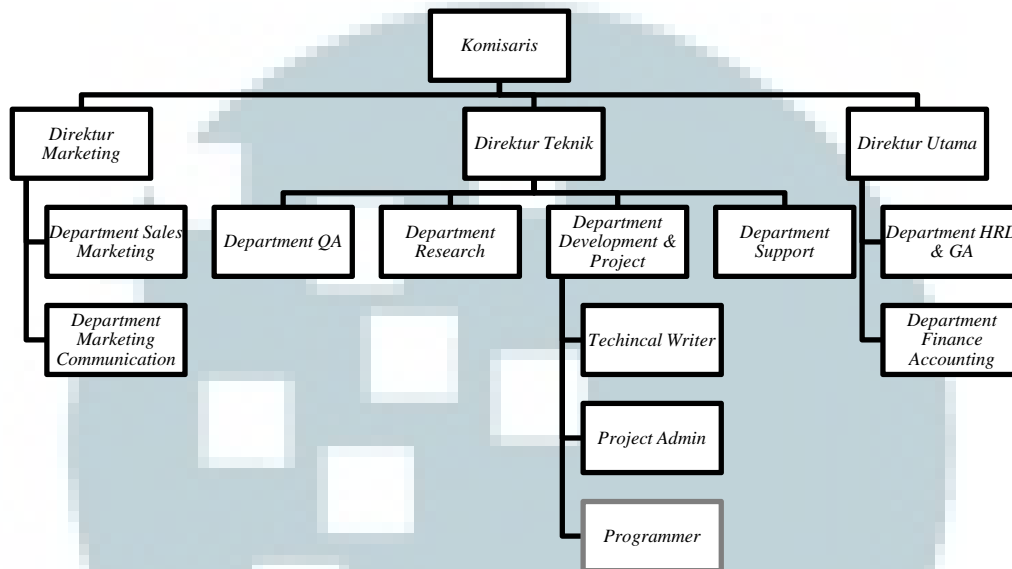 Komisaris
Direktur
Marketing
Direktur Teknik
Direktur Utama
Department Sales
Marketing
Department QA
Department
Research
Department
Development &
Project
Department
Support
Department HRD
& GA
Department
Marketing
Communication
Techincal Writer
Department
Finance
Accounting
Project Admin
Programmer